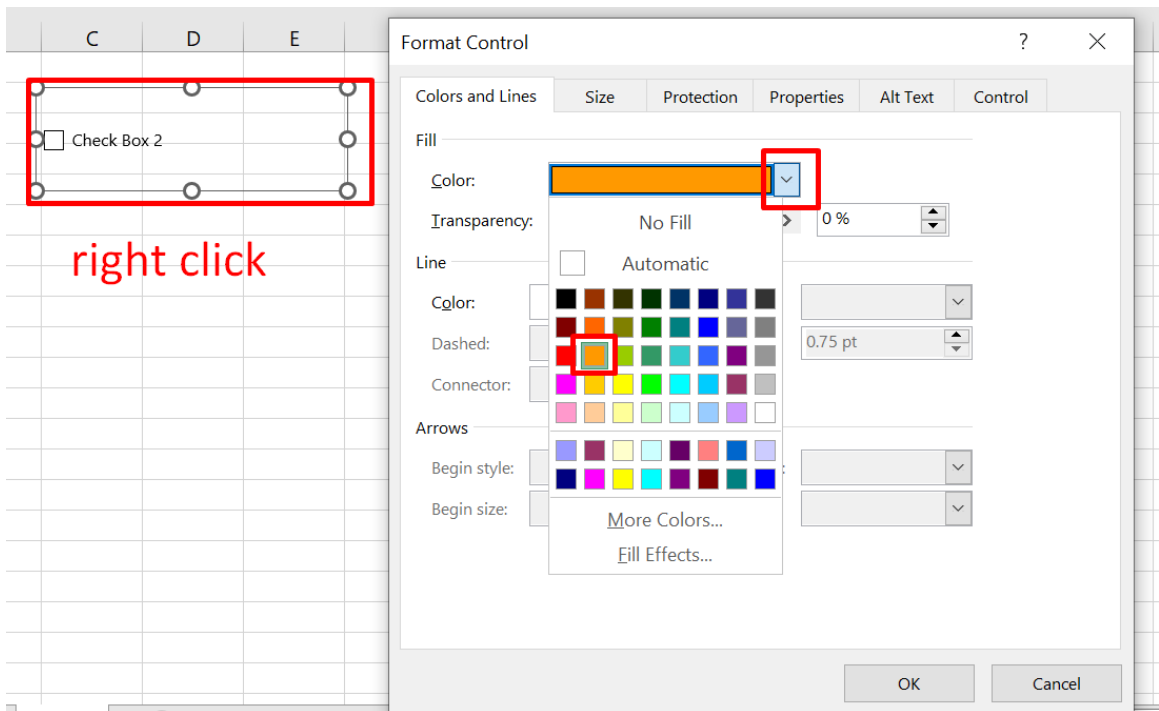 C D E
Format Control ? ×
Colors and Lines Size Protection Properties Alt Text Control
Check Box 2
right click
Fill
Color:
Transparency: 0 %
No Fill
Automatic
Line
Color:
Dashed: 0.75 pt
Connector:
Arrows
Begin style: :
Begin size:
More Colors...
Fill Effects...
OK Cancel